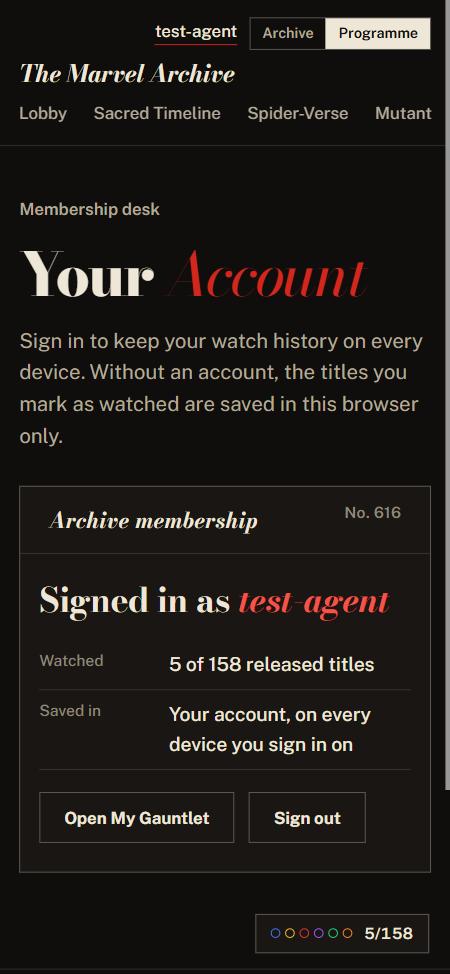 test-agent Archive Programme
The Marvel Archive
Lobby Sacred Timeline Spider-Verse Mutant
Membership desk
Your Account
Sign in to keep your watch history on every
device. Without an account, the titles you
mark as watched are saved in this browser
only.
Archive membership No. 616
Signed in as test-agent
Watched 5 of 158 released titles
Saved in Your account, on every
device you sign in on
Open My Gauntlet Sign out
5/158